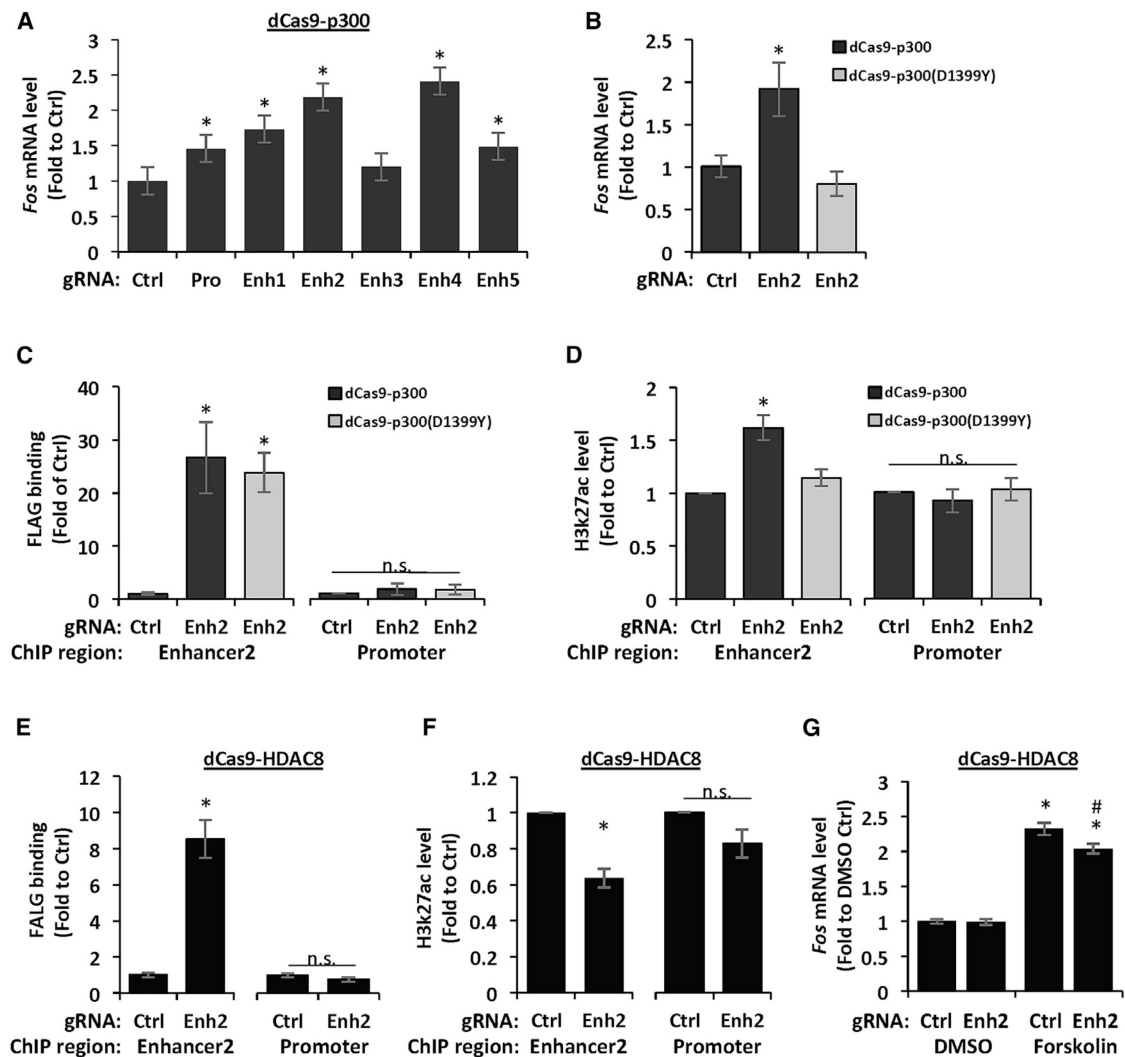 A
dCas9-p300
Fos mRNA level
(Fold to Ctrl)
3
2.5
2
1.5
1
0.5
0
* * * * *
gRNA: Ctrl Pro Enh1 Enh2 Enh3 Enh4 Enh5
B
Fos mRNA level
(Fold to Ctrl)
2.5
2
1.5
1
0.5
0
*
dCas9-p300
dCas9-p300(D1399Y)
gRNA: Ctrl Enh2 Enh2
C
FLAG binding
(Fold of Ctrl)
40
30
20
10
0
* *
dCas9-p300
dCas9-p300(D1399Y)
n.s.
gRNA: Ctrl Enh2 Enh2 Ctrl Enh2 Enh2
ChIP region: Enhancer2 Promoter
D
H3k27ac level
(Fold to Ctrl)
2
1.5
1
0.5
0
*
dCas9-p300
dCas9-p300(D1399Y)
n.s.
gRNA: Ctrl Enh2 Enh2 Ctrl Enh2 Enh2
ChIP region: Enhancer2 Promoter
E
dCas9-HDAC8
FALG binding
(Fold to Ctrl)
12
10
8
6
4
2
0
*
n.s.
gRNA: Ctrl Enh2 Ctrl Enh2
ChIP region: Enhancer2 Promoter
F
dCas9-HDAC8
H3k27ac level
(Fold to Ctrl)
1.2
1
0.8
0.6
0.4
0.2
0
*
n.s.
gRNA: Ctrl Enh2 Ctrl Enh2
ChIP region: Enhancer2 Promoter
G
dCas9-HDAC8
Fos mRNA level
(Fold to DMSO Ctrl)
3
2.5
2
1.5
1
0.5
0
#
* *
gRNA: Ctrl Enh2 Ctrl Enh2
DMSO Forskolin